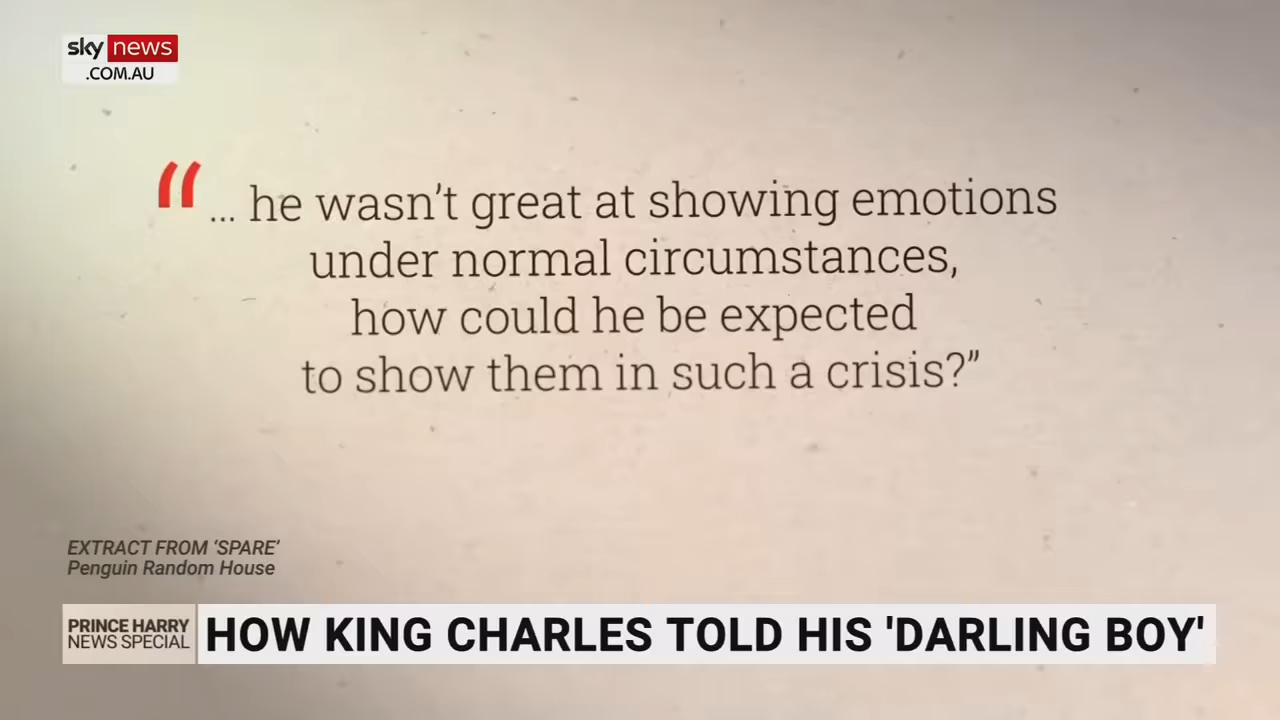 sky news
.COM.AU
“... he wasn’t great at showing emotions
under normal circumstances,
how could he be expected
to show them in such a crisis?”
EXTRACT FROM ‘SPARE’
Penguin Random House
PRINCE HARRY
NEWS SPECIAL
HOW KING CHARLES TOLD HIS 'DARLING BOY'